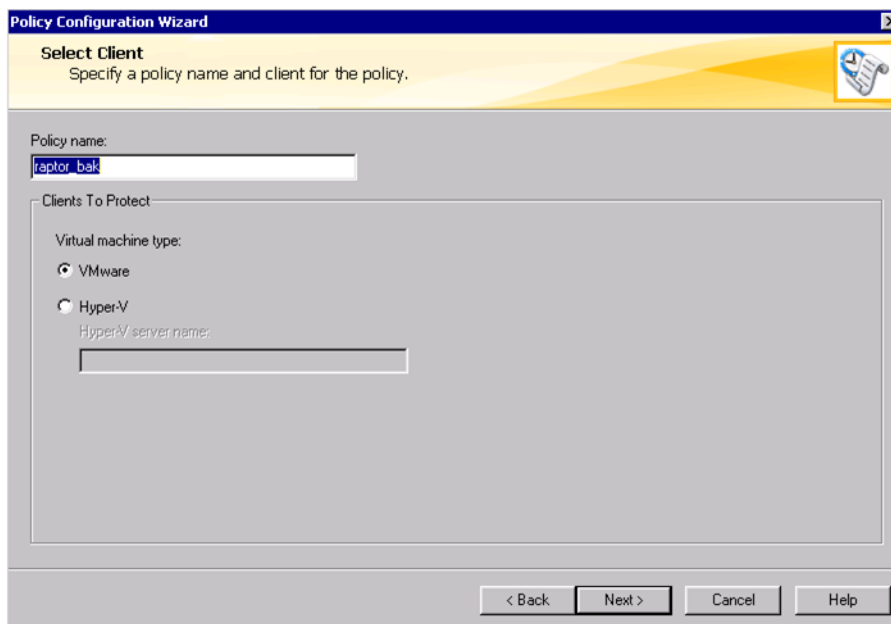 Policy Configuration Wizard
Select Client
Specify a policy name and client for the policy.
Policy name:
raptor_bak
Clients To Protect
Virtual machine type:
VMware
Hyper-V
Hyper-V server name:
< Back Next > Cancel Help